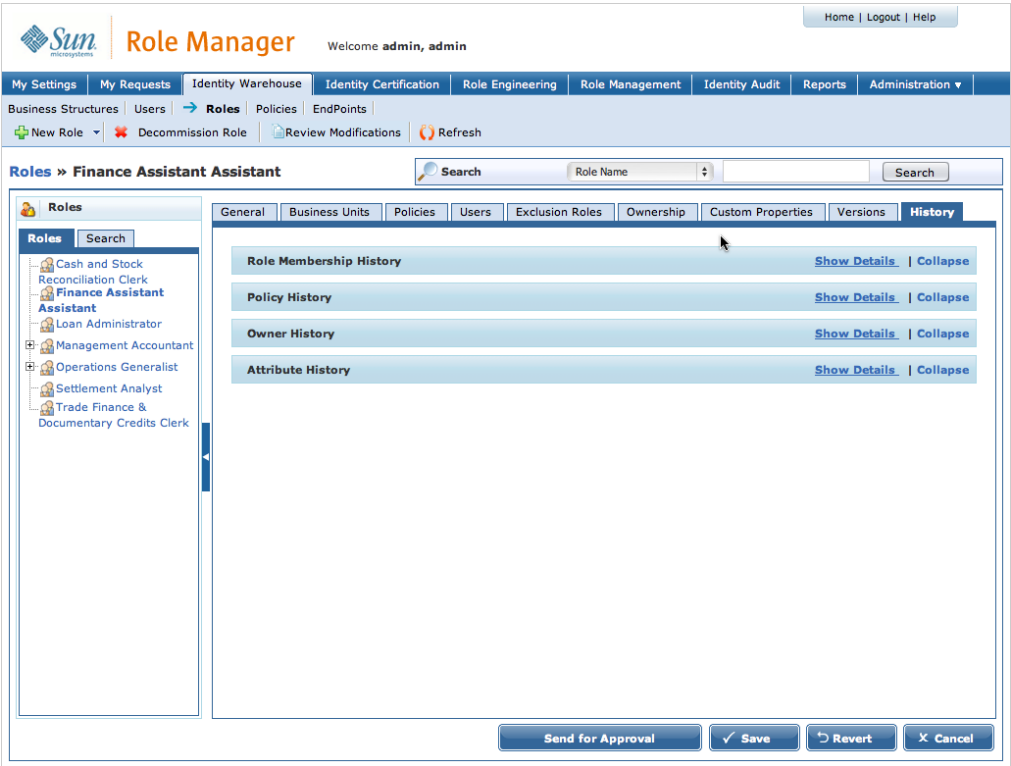 Home | Logout | Help
Sun
microsystems
Role Manager
Welcome admin, admin
My Settings My Requests Identity Warehouse Identity Certification Role Engineering Role Management Identity Audit Reports Administration ▼
Business Structures Users → Roles Policies EndPoints
New Role Decommission Role Review Modifications Refresh
Roles » Finance Assistant Assistant
Search Role Name Search
Roles
Roles Search
Cash and Stock
Reconciliation Clerk
Finance Assistant
Assistant
Loan Administrator
Management Accountant
Operations Generalist
Settlement Analyst
Trade Finance &
Documentary Credits Clerk
General Business Units Policies Users Exclusion Roles Ownership Custom Properties Versions History
Role Membership History Show Details | Collapse
Policy History Show Details | Collapse
Owner History Show Details | Collapse
Attribute History Show Details | Collapse
Send for Approval Save Revert X Cancel